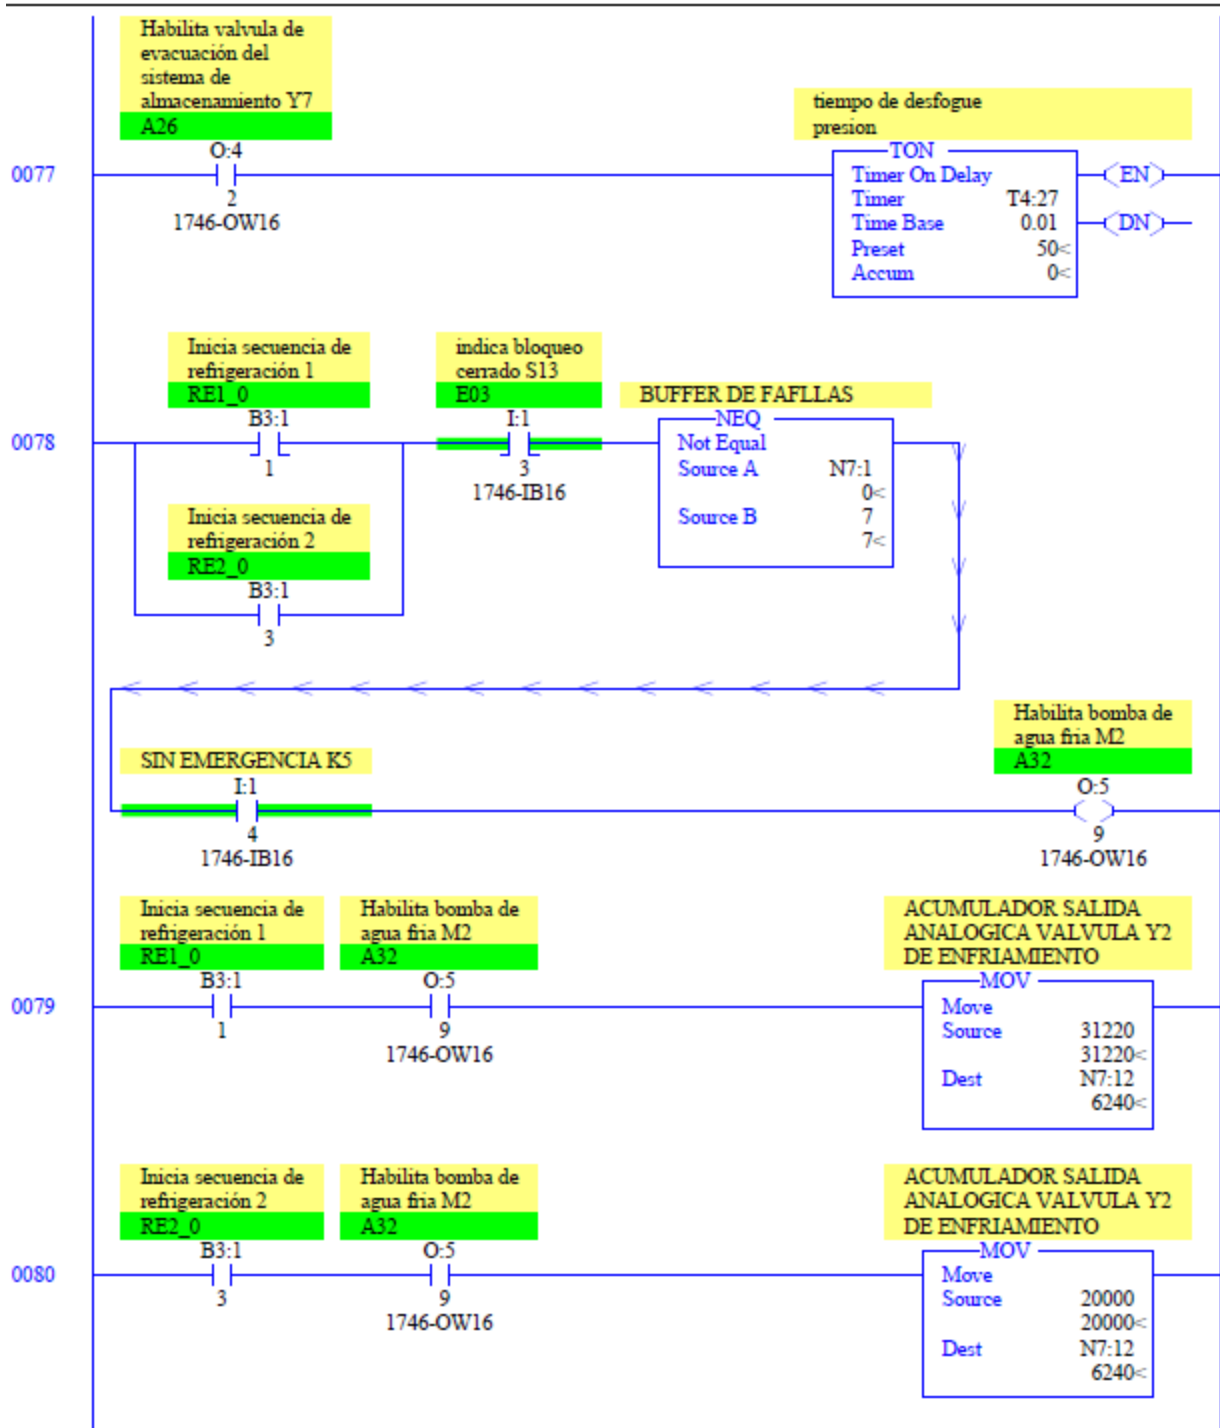 Habilita valvula de
evacuación del
sistema de
almacenamiento Y7
A26
O:4
2
1746-OW16
0077
tiempo de desfogue
presion
TON
Timer On Delay
Timer T4:27
Time Base 0.01
Preset 50<
Accum 0<
EN
DN
0078
Inicia secuencia de
refrigeración 1
RE1_0
B3:1
1
Inicia secuencia de
refrigeración 2
RE2_0
B3:1
3
indica bloqueo
cerrado S13
E03
I:1
3
1746-IB16
BUFFER DE FAFLLAS
NEQ
Not Equal
Source A N7:1
0<
Source B 7
7<
SIN EMERGENCIA K5
I:1
4
1746-IB16
Habilita bomba de
agua fria M2
A32
O:5
9
1746-OW16
0079
Inicia secuencia de
refrigeración 1
RE1_0
B3:1
1
Habilita bomba de
agua fria M2
A32
O:5
9
1746-OW16
ACUMULADOR SALIDA
ANALOGICA VALVULA Y2
DE ENFRIAMIENTO
MOV
Move
Source 31220
31220<
Dest N7:12
6240<
0080
Inicia secuencia de
refrigeración 2
RE2_0
B3:1
3
Habilita bomba de
agua fria M2
A32
O:5
9
1746-OW16
ACUMULADOR SALIDA
ANALOGICA VALVULA Y2
DE ENFRIAMIENTO
MOV
Move
Source 20000
20000<
Dest N7:12
6240<